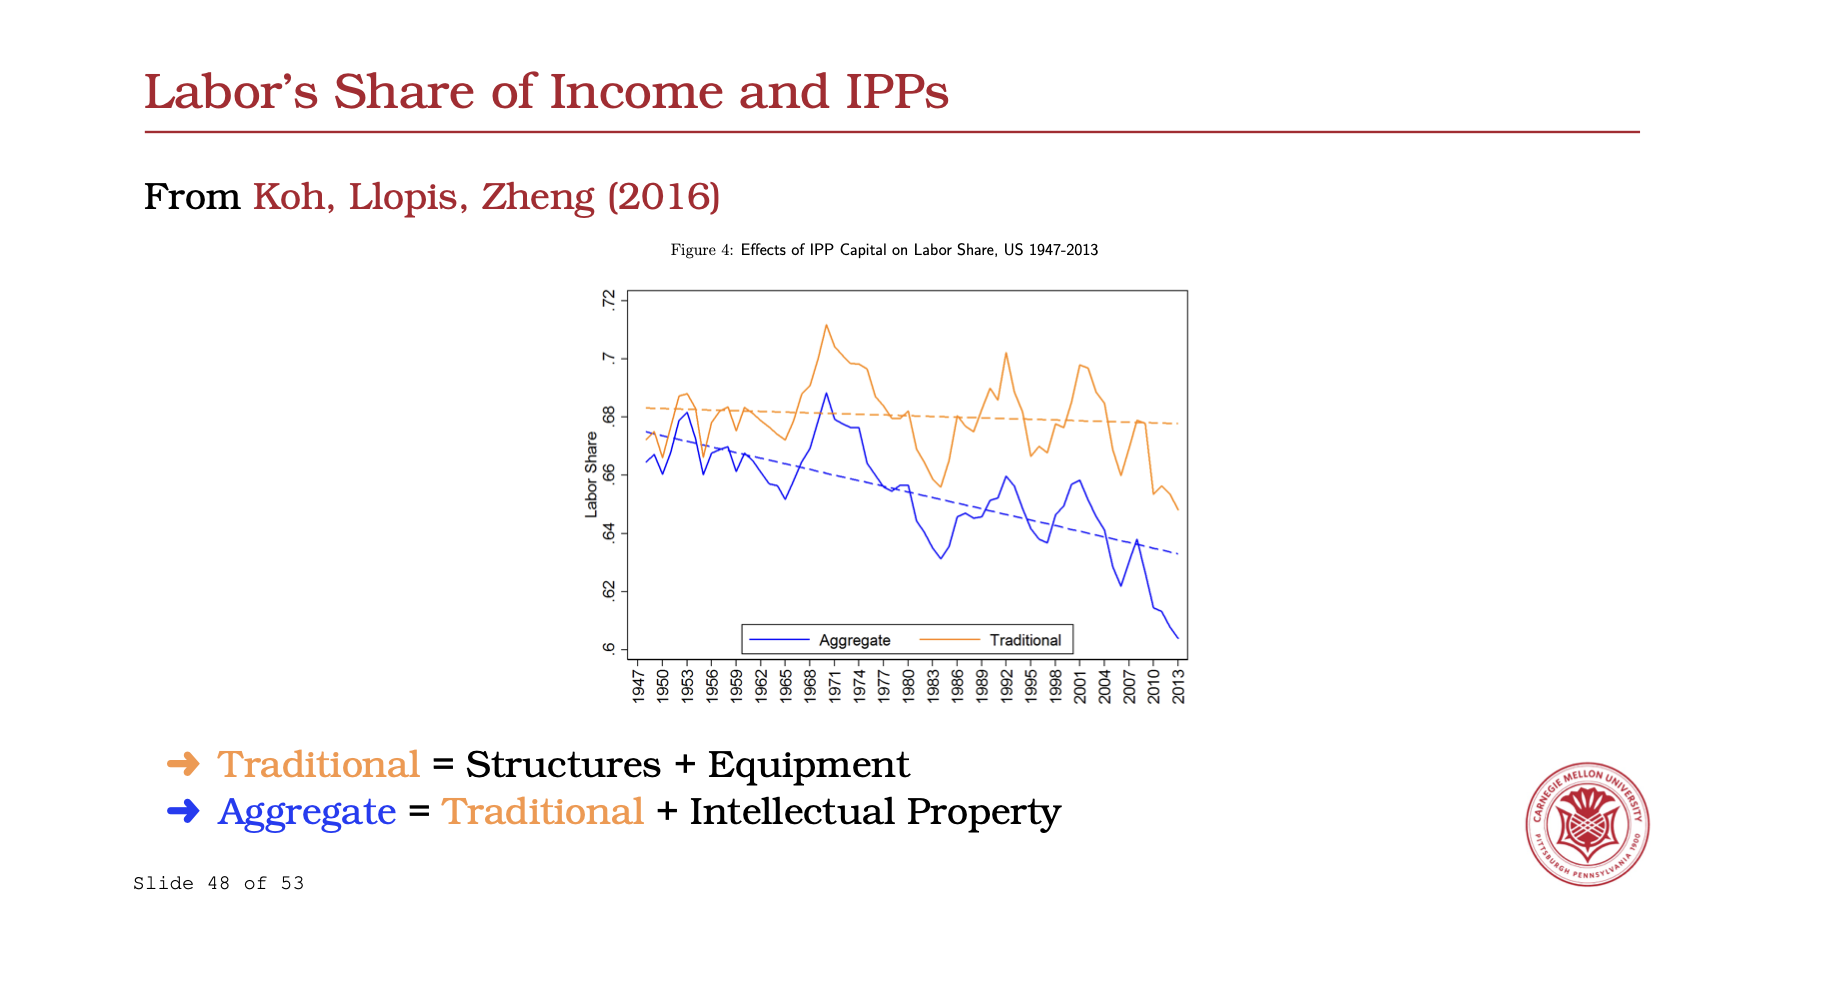 Labor’s Share of Income and IPPs
From Koh, Llopis, Zheng (2016)
Figure 4: Effects of IPP Capital on Labor Share, US 1947-2013
.72
.7
.68
.66
.64
.62
.6
Labor Share
Aggregate Traditional
1947 1950 1953 1956 1959 1962 1965 1968 1971 1974 1977 1980 1983 1986 1989 1992 1995 1998 2001 2004 2007 2010 2013
➜ Traditional = Structures + Equipment
➜ Aggregate = Traditional + Intellectual Property
CARNEGIE MELLON UNIVERSITY
PITTSBURGH PENNSYLVANIA 1900
Slide 48 of 53